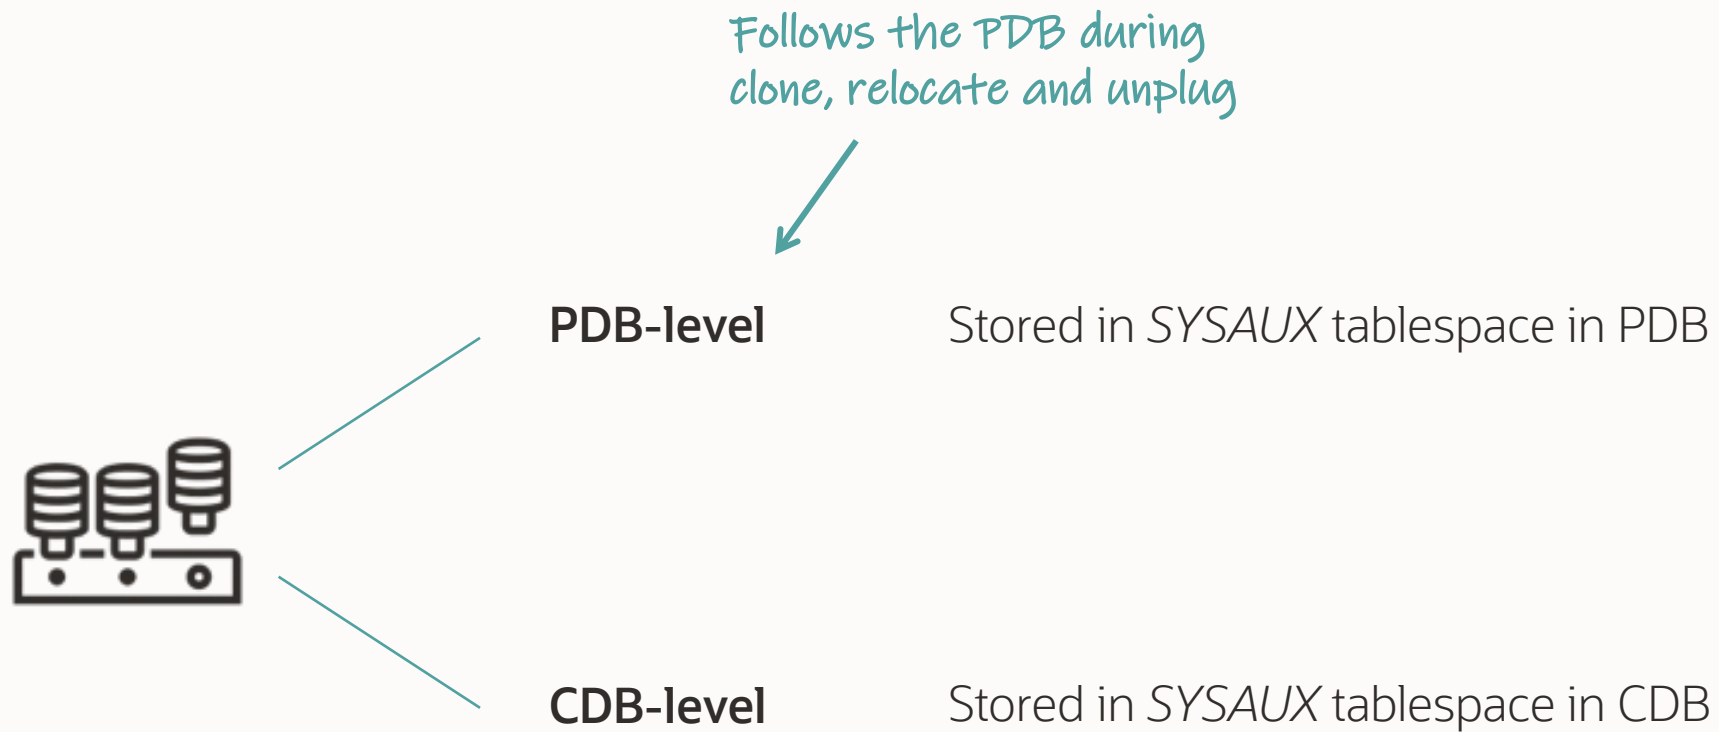 Follows the PDB during
clone, relocate and unplug
PDB-level Stored in SYSAUX tablespace in PDB
CDB-level Stored in SYSAUX tablespace in CDB